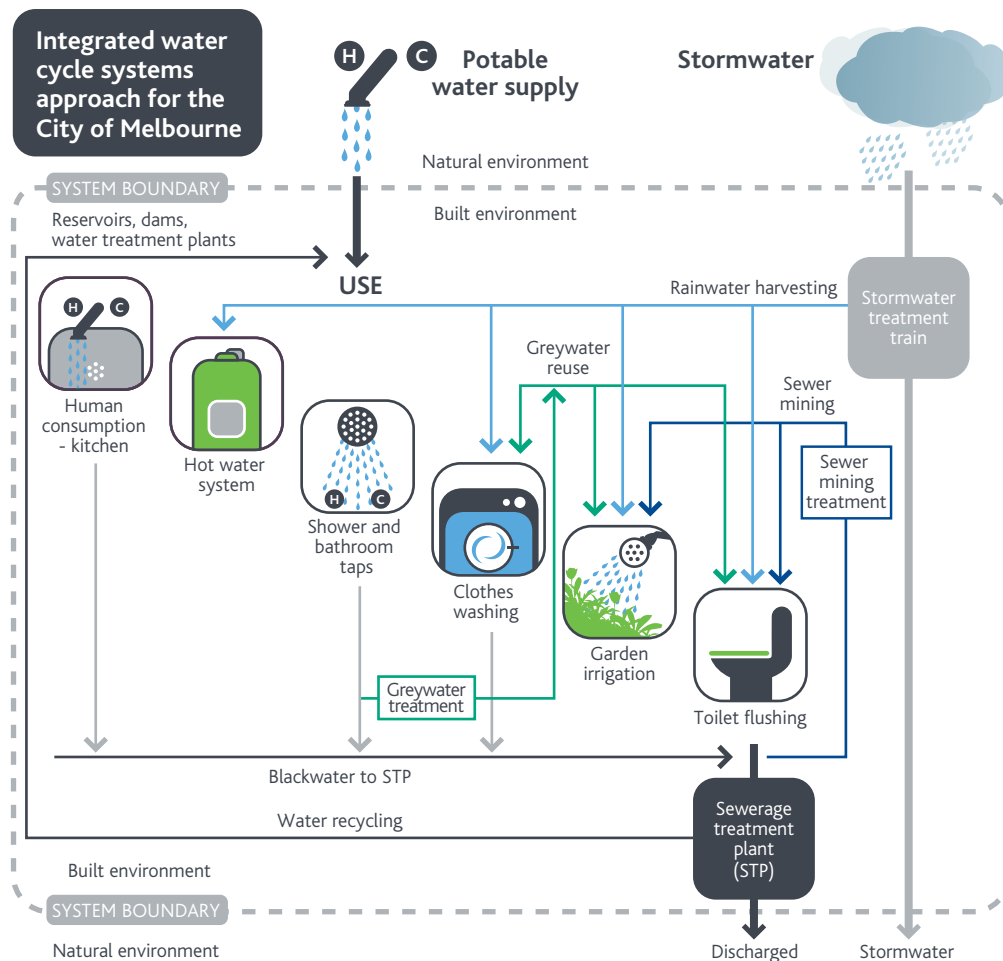 Integrated water
cycle systems
approach for the
City of Melbourne
H C
Potable
water supply
Stormwater
Natural environment
SYSTEM BOUNDARY
Built environment
Reservoirs, dams,
water treatment plants
USE
Rainwater harvesting
Stormwater
treatment
train
H C
Human
consumption
- kitchen
Hot water
system
H C
Shower and
bathroom
taps
Greywater
reuse
Clothes
washing
Sewer
mining
Sewer
mining
treatment
Garden
irrigation
Toilet flushing
Greywater
treatment
Blackwater to STP
Water recycling
Sewerage
treatment
plant
(STP)
Built environment
SYSTEM BOUNDARY
Natural environment
Discharged
Stormwater